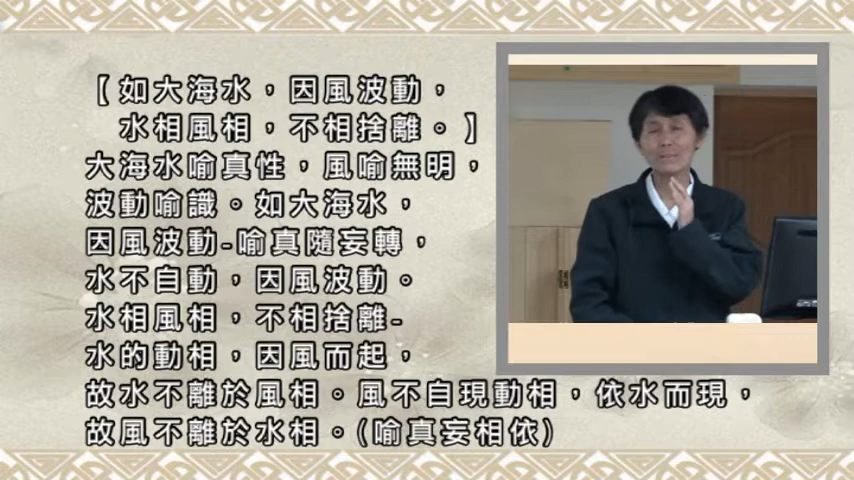 【如大海水，因風波動，
水相風相，不相捨離。】
大海水喻真性，風喻無明，
波動喻識。如大海水，
因風波動-喻真隨妄轉，
水不自動，因風波動。
水相風相，不相捨離-
水的動相，因風而起，
故水不離於風相。風不自現動相，依水而現，
故風不離於水相。(喻真妄相依)